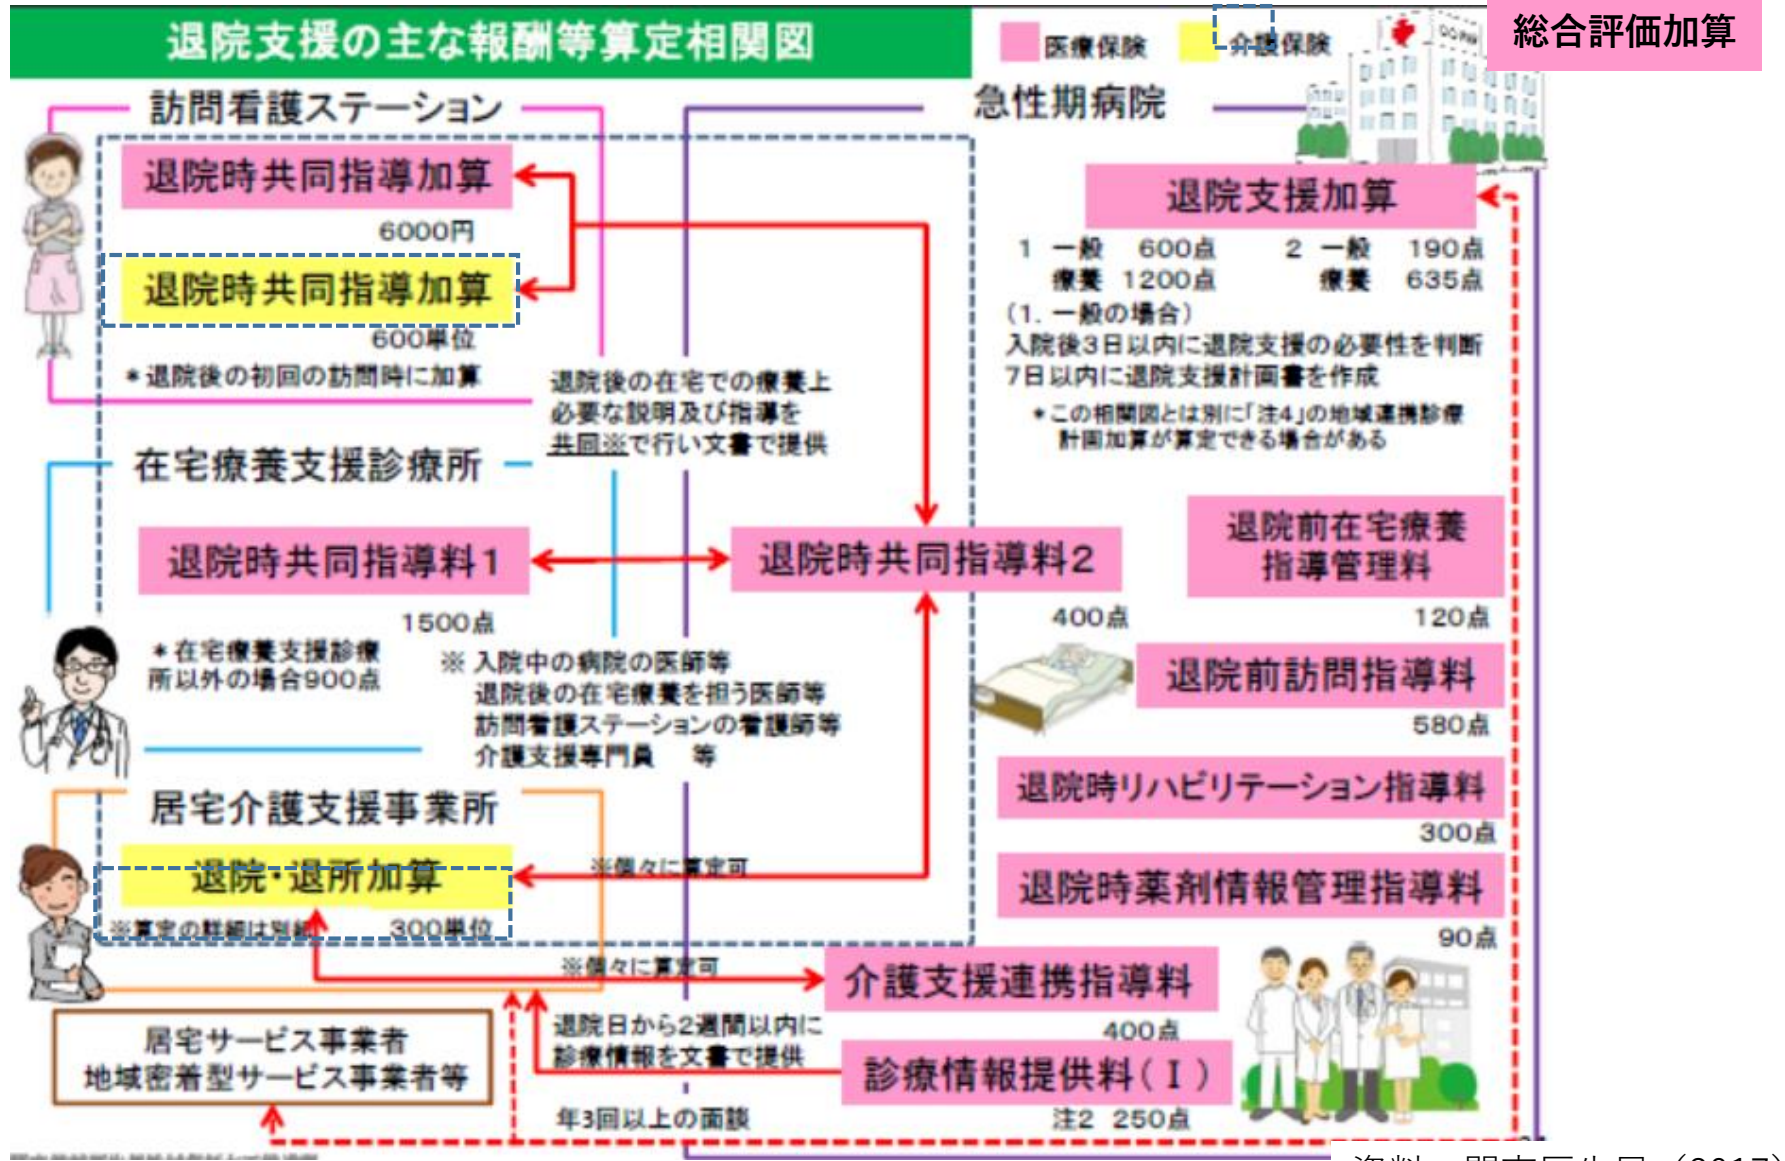 退院支援の主な報酬等算定相関図
医療保険
介護保険
総合評価加算
訪問看護ステーション
退院時共同指導加算
6000円
退院時共同指導加算
600単位
*退院後の初回の訪問時に加算
退院後の在宅での療養上
必要な説明及び指導を
共同※で行い文書で提供
在宅療養支援診療所
退院時共同指導料1
1500点
*在宅療養支援診療
所以外の場合900点
※ 入院中の病院の医師等
退院後の在宅療養を担う医師等
訪問看護ステーションの看護師等
介護支援専門員 等
居宅介護支援事業所
退院・退所加算
※算定の詳細は別紙
300単位
※個々に算定可
※個々に算定可
居宅サービス事業者
地域密着型サービス事業者等
退院日から2週間以内に
診療情報を文書で提供
年3回以上の面談
急性期病院
退院支援加算
1 一般 600点 2 一般 190点
療養 1200点 療養 635点
(1. 一般の場合)
入院後3日以内に退院支援の必要性を判断
7日以内に退院支援計画書を作成
*この相関図とは別に「注4」の地域連携診療
計画加算が算定できる場合がある
退院時共同指導料2
400点
退院前在宅療養
指導管理料
120点
退院前訪問指導料
580点
退院時リハビリテーション指導料
300点
退院時薬剤情報管理指導料
90点
介護支援連携指導料
400点
診療情報提供料(Ⅰ)
注2 250点